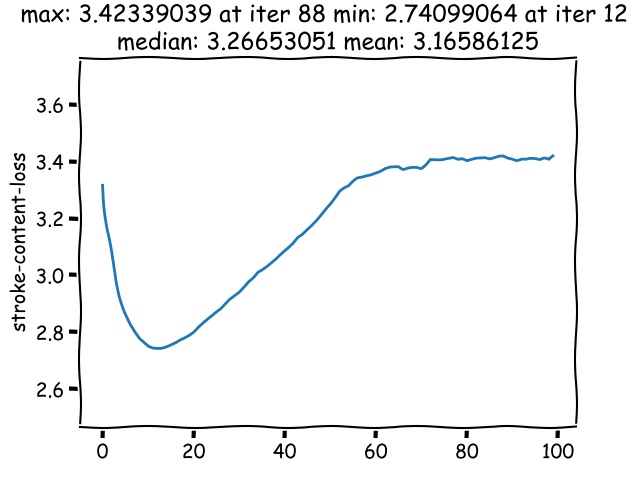 max: 3.42339039 at iter 88 min: 2.74099064 at iter 12
median: 3.26653051 mean: 3.16586125
3.6
3.4
3.2
3.0
2.8
2.6
stroke-content-loss
0 20 40 60 80 100